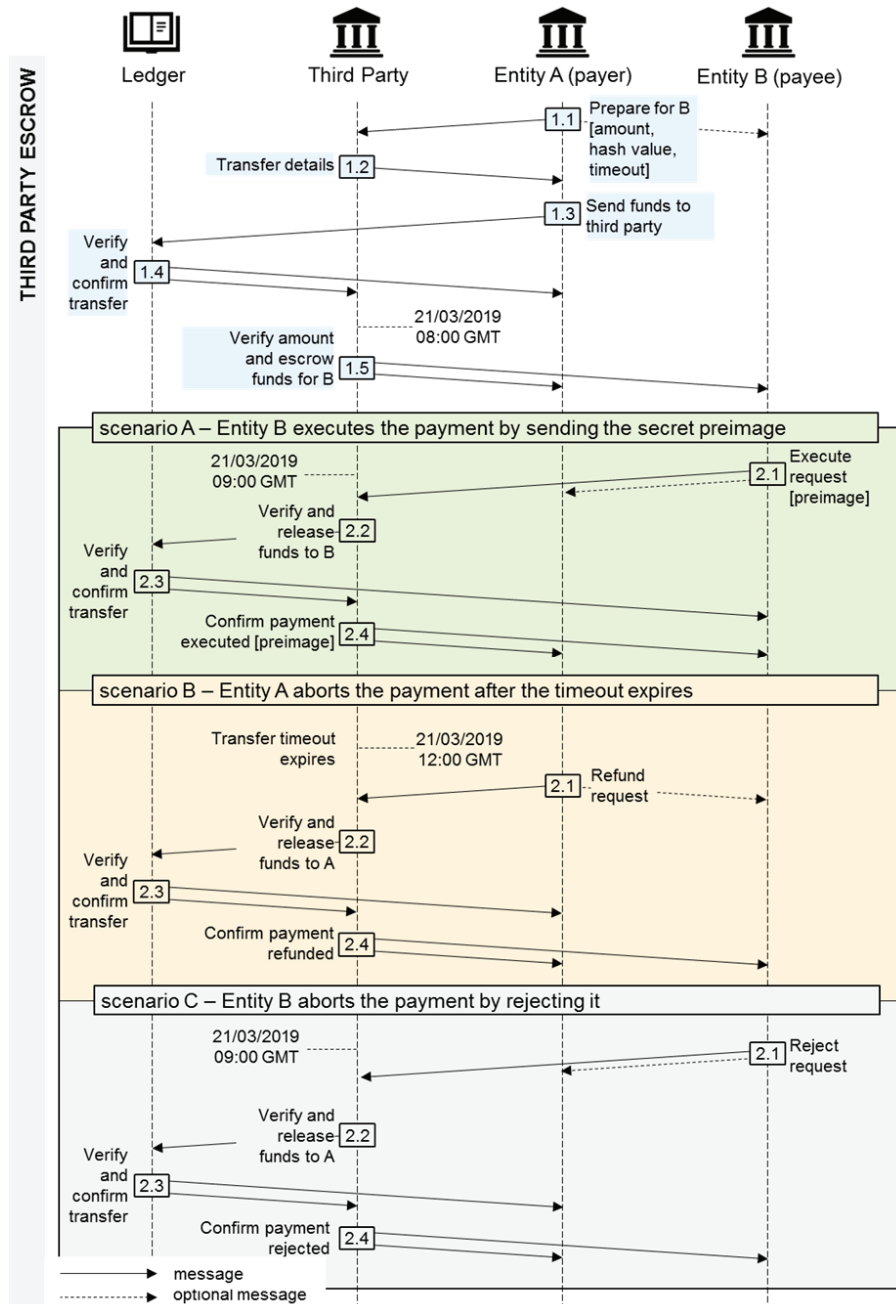 THIRD PARTY ESCROW
Ledger
Third Party
Entity A (payer)
Entity B (payee)
1.1
Prepare for B
[amount,
hash value,
timeout]
Transfer details
1.2
1.3
Send funds to
third party
Verify
and
confirm
transfer
1.4
21/03/2019
08:00 GMT
Verify amount
and escrow
funds for B
1.5
scenario A – Entity B executes the payment by sending the secret preimage
21/03/2019
09:00 GMT
2.1
Execute
request
[preimage]
Verify and
release
funds to B
2.2
Verify
and
confirm
transfer
2.3
Confirm payment
executed [preimage]
2.4
scenario B – Entity A aborts the payment after the timeout expires
Transfer timeout
expires
21/03/2019
12:00 GMT
2.1
Refund
request
Verify and
release
funds to A
2.2
Verify
and
confirm
transfer
2.3
Confirm payment
refunded
2.4
scenario C – Entity B aborts the payment by rejecting it
21/03/2019
09:00 GMT
2.1
Reject
request
Verify and
release
funds to A
2.2
Verify
and
confirm
transfer
2.3
Confirm payment
rejected
2.4
message
optional message